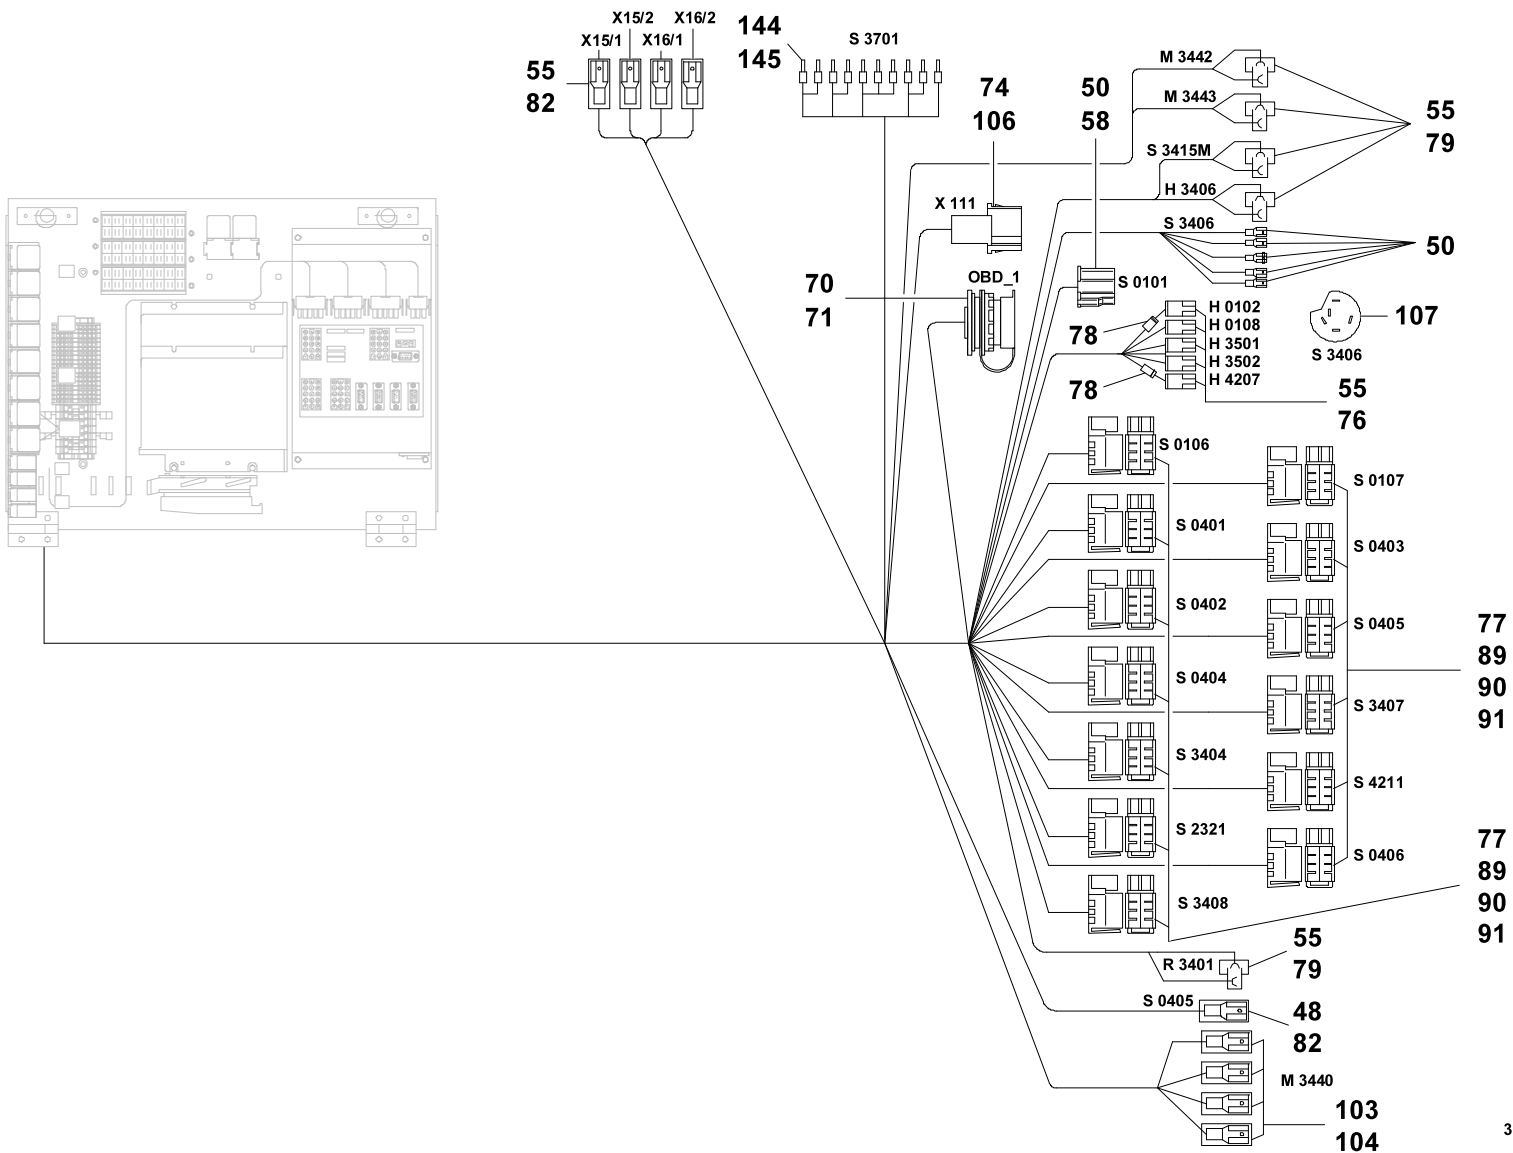 X15/2 X16/2
X15/1 X16/1
55
82
144
145
S 3701
74
106
50
58
M 3442
M 3443
S 3415M
H 3406
55
79
X 111
S 3406
50
70
71
OBD_1
S 0101
78
78
H 0102
H 0108
H 3501
H 3502
H 4207
107
S 3406
55
76
S 0106
S 0107
S 0401
S 0403
S 0402
S 0405
S 0404
S 3407
S 3404
S 4211
S 2321
S 0406
S 3408
77
89
90
91
77
89
90
91
R 3401
55
79
S 0405
48
82
M 3440
103
104
3